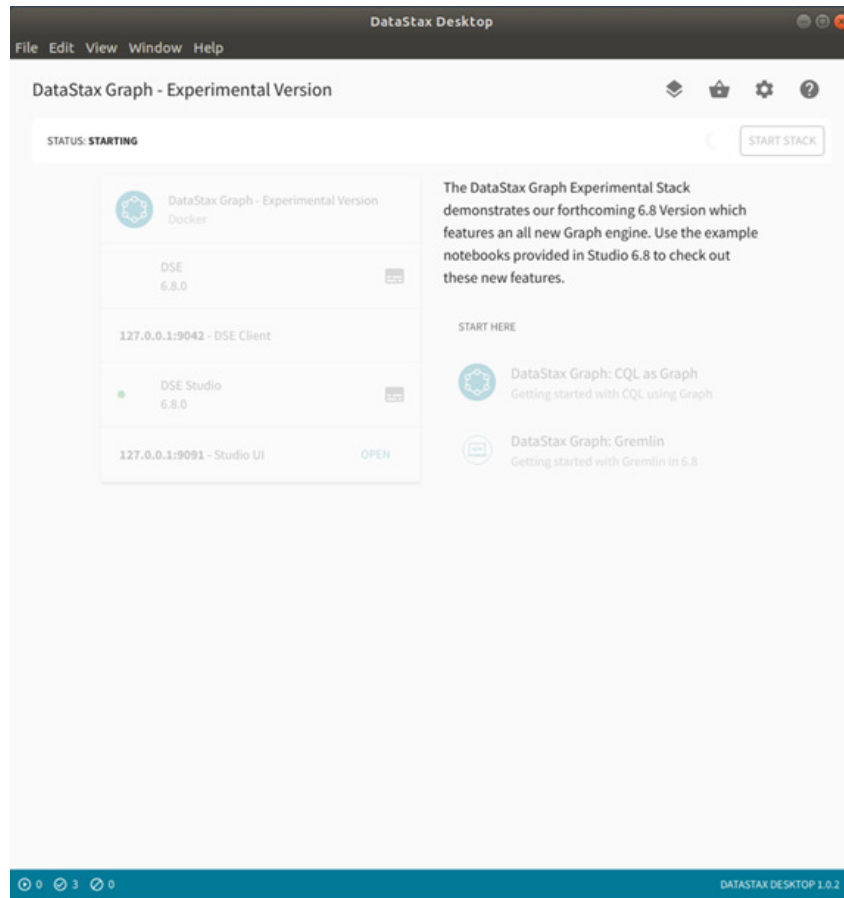 DataStax Desktop
File Edit View Window Help
DataStax Graph - Experimental Version
STATUS: STARTING
START STACK
DataStax Graph - Experimental Version
Docker
DSE
6.8.0
127.0.0.1:9042 - DSE Client
DSE Studio
6.8.0
127.0.0.1:9091 - Studio UI OPEN
The DataStax Graph Experimental Stack
demonstrates our forthcoming 6.8 Version which
features an all new Graph engine. Use the example
notebooks provided in Studio 6.8 to check out
these new features.
START HERE
DataStax Graph: CQL as Graph
Getting started with CQL using Graph
DataStax Graph: Gremlin
Getting started with Gremlin in 6.8
0 3 0
DATASTAX DESKTOP 1.0.2